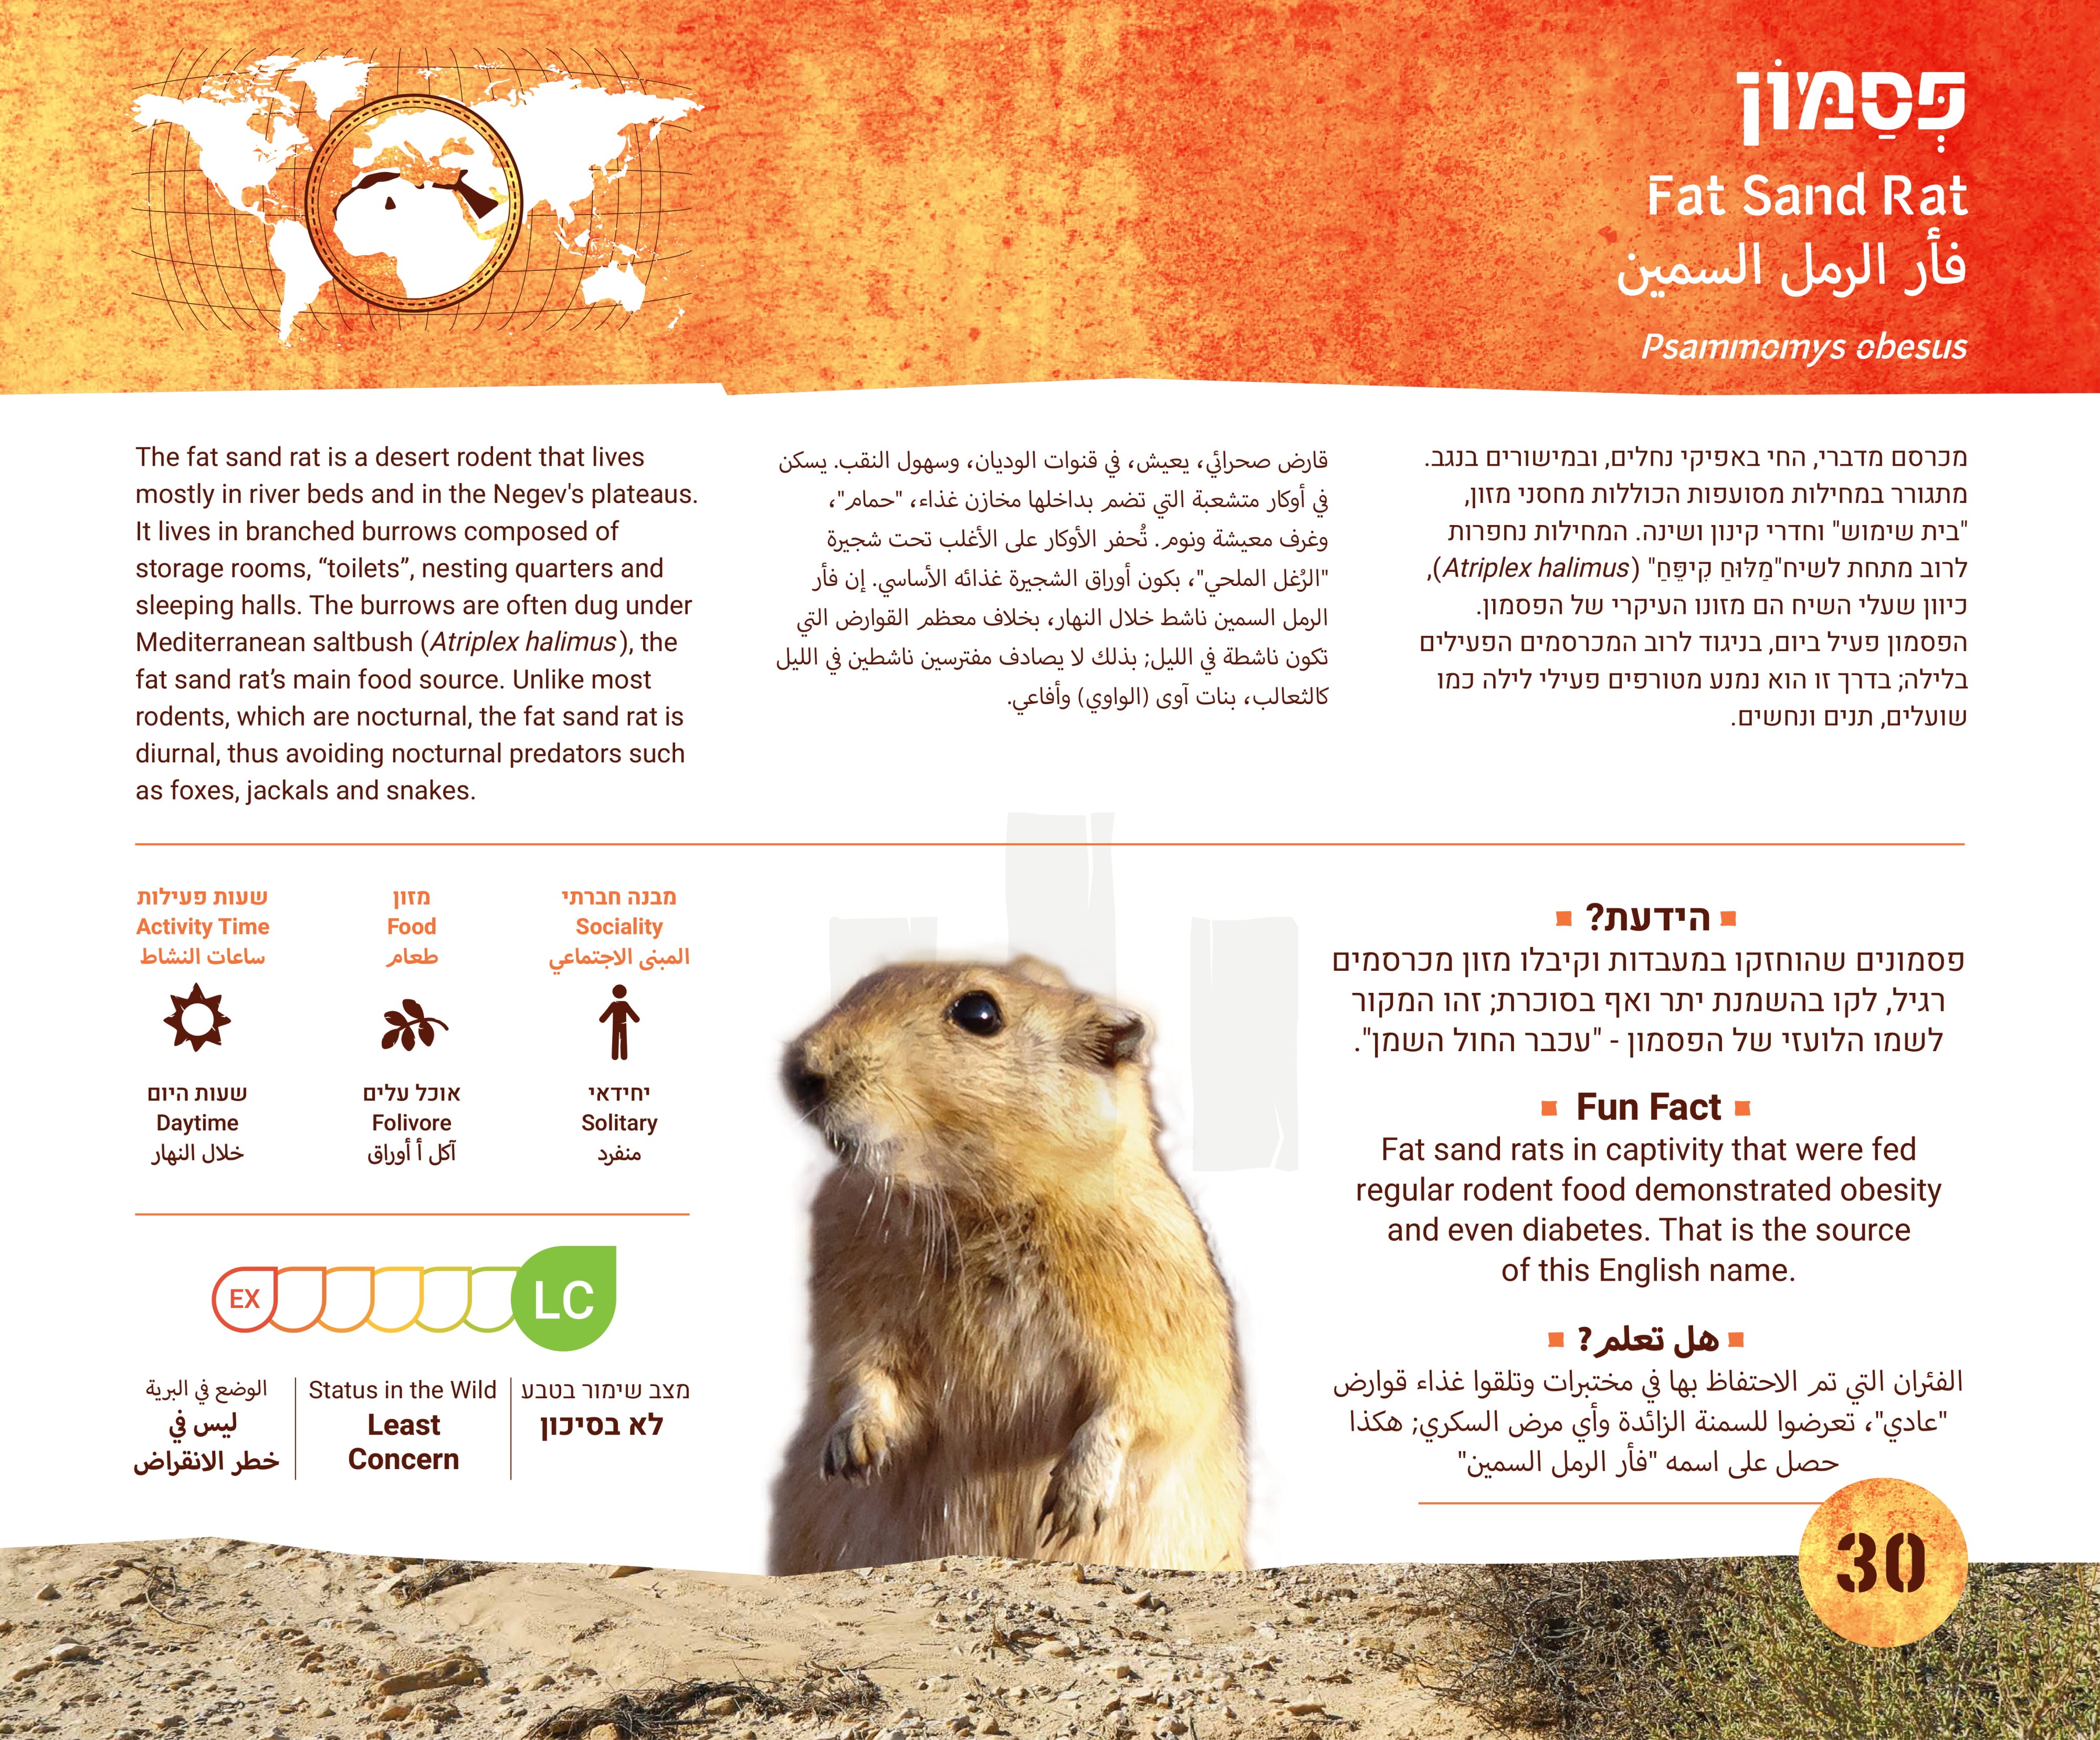 פְּסַמּוֹן
Fat Sand Rat
فأر الرمل السمين
Psammomys obesus
The fat sand rat is a desert rodent that lives
mostly in river beds and in the Negev's plateaus.
It lives in branched burrows composed of
storage rooms, “toilets”, nesting quarters and
sleeping halls. The burrows are often dug under
Mediterranean saltbush (Atriplex halimus), the
fat sand rat’s main food source. Unlike most
rodents, which are nocturnal, the fat sand rat is
diurnal, thus avoiding nocturnal predators such
as foxes, jackals and snakes.
قارض صحرائي، يعيش، في قنوات الوديان، وسهول النقب. يسكن
في أوكار متشعبة التي تضم بداخلها مخازن غذاء، "حمام"،
وغرف معيشة ونوم. تُحفر الأوكار على الأغلب تحت شجيرة
"الرُغل الملحي"، بكون أوراق الشجيرة غذائه الأساسي. إن فأر
الرمل السمين ناشط خلال النهار، بخلاف معظم القوارض التي
تكون ناشطة في الليل; بذلك لا يصادف مفترسين ناشطين في الليل
كالثعالب، بنات آوى (الواوي) وأفاعي.
מכרסם מדברי, החי באפיקי נחלים, ובמישורים בנגב.
מתגורר במחילות מסועפות הכוללות מחסני מזון,
"בית שימוש" וחדרי קינון ושינה. המחילות נחפרות
לרוב מתחת לשיח"מַלּוּחַ קִיפֵּחַ" (Atriplex halimus),
כיוון שעלי השיח הם מזונו העיקרי של הפסמון.
הפסמון פעיל ביום, בניגוד לרוב המכרסמים הפעילים
בלילה; בדרך זו הוא נמנע מטורפים פעילי לילה כמו
שועלים, תנים ונחשים.
שעות פעילות
Activity Time
ساعات النشاط
שעות היום
Daytime
خلال النهار
מזון
Food
طعام
אוכל עלים
Folivore
آكل أ أوراق
מבנה חברתי
Sociality
المبنى الاجتماعي
יחידאי
Solitary
منفرد
EX
LC
الوضع في البرية
ليس في
خطر الانقراض
Status in the Wild
Least
Concern
מצב שימור בטבע
לא בסיכון
הידעת?
פסמונים שהוחזקו במעבדות וקיבלו מזון מכרסמים
רגיל, לקו בהשמנת יתר ואף בסוכרת; זהו המקור
לשמו הלועזי של הפסמון - "עכבר החול השמן".
Fun Fact
Fat sand rats in captivity that were fed
regular rodent food demonstrated obesity
and even diabetes. That is the source
of this English name.
هل تعلم?
الفئران التي تم الاحتفاظ بها في مختبرات وتلقوا غذاء قوارض
"عادي"، تعرضوا للسمنة الزائدة وأي مرض السكري; هكذا
حصل على اسمه "فأر الرمل السمين"
30